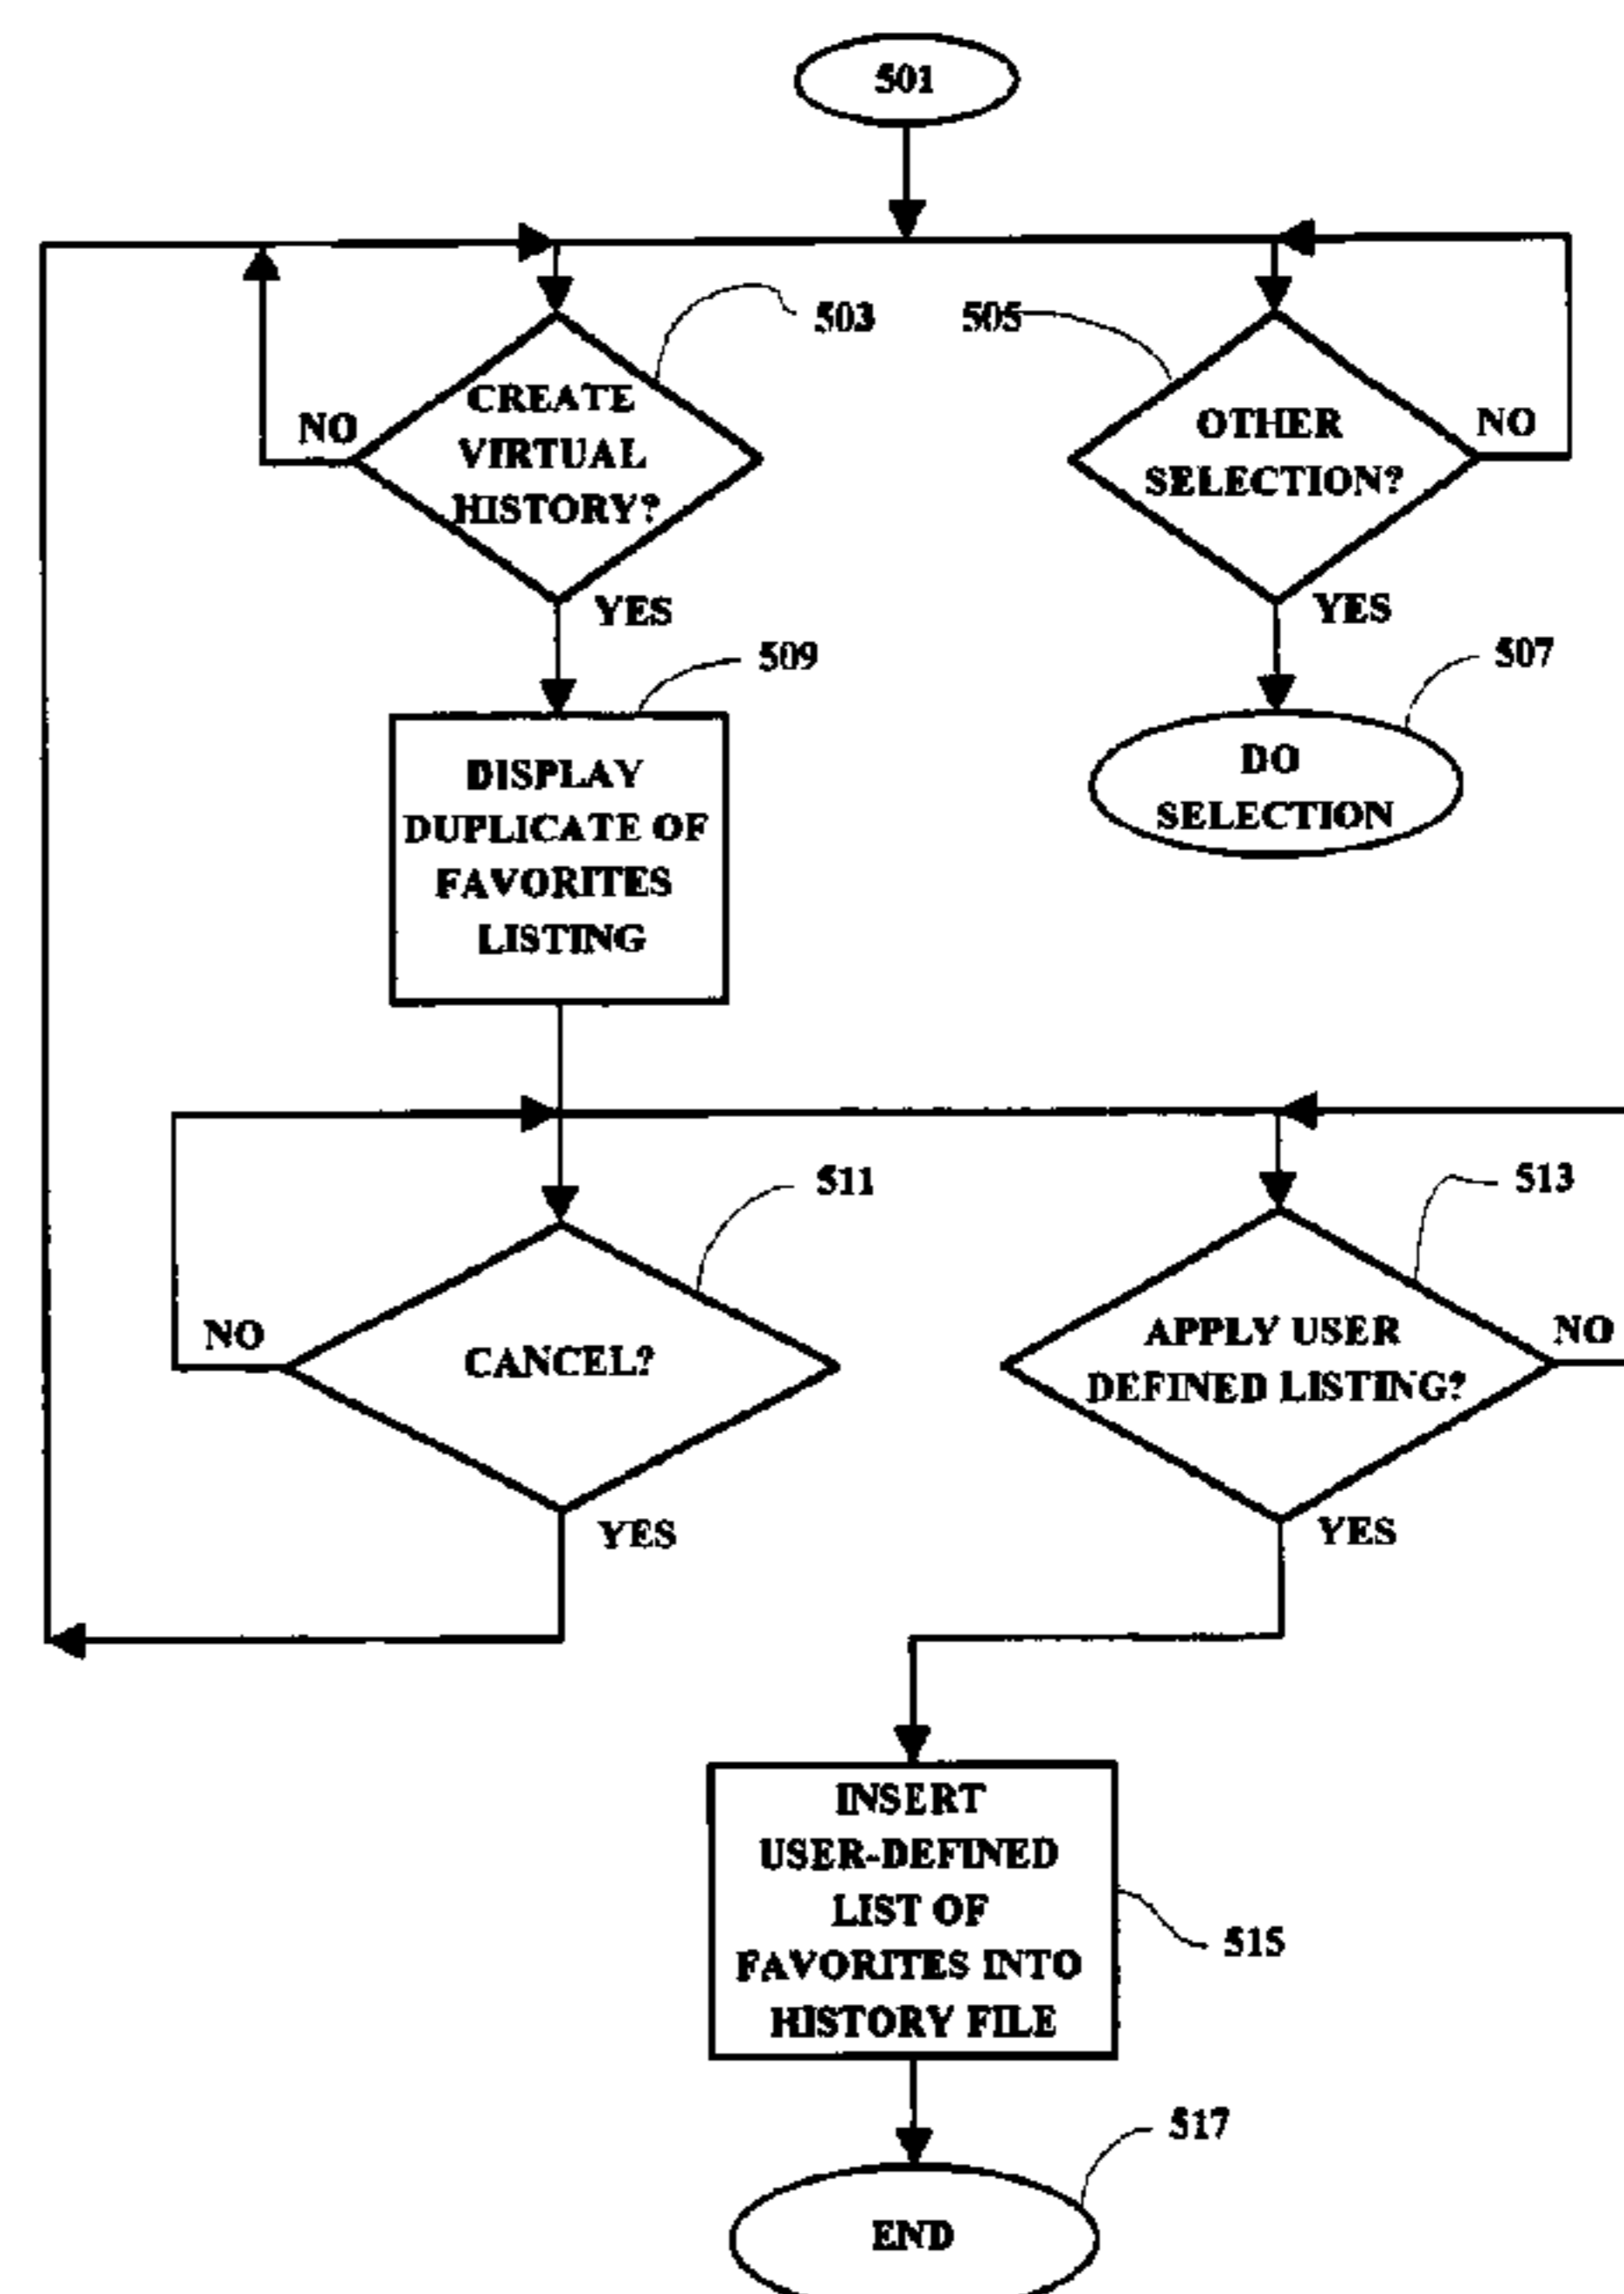 501
503
505
CREATE
VIRTUAL
HISTORY?
NO
OTHER
SELECTION?
NO
YES
YES
509
507
DISPLAY
DUPLICATE OF
FAVORITES
LISTING
DO
SELECTION
511
513
NO
CANCEL?
APPLY USER
DEFINED LISTING?
NO
YES
YES
INSERT
USER-DEFINED
LIST OF
FAVORITES INTO
HISTORY FILE
515
517
END